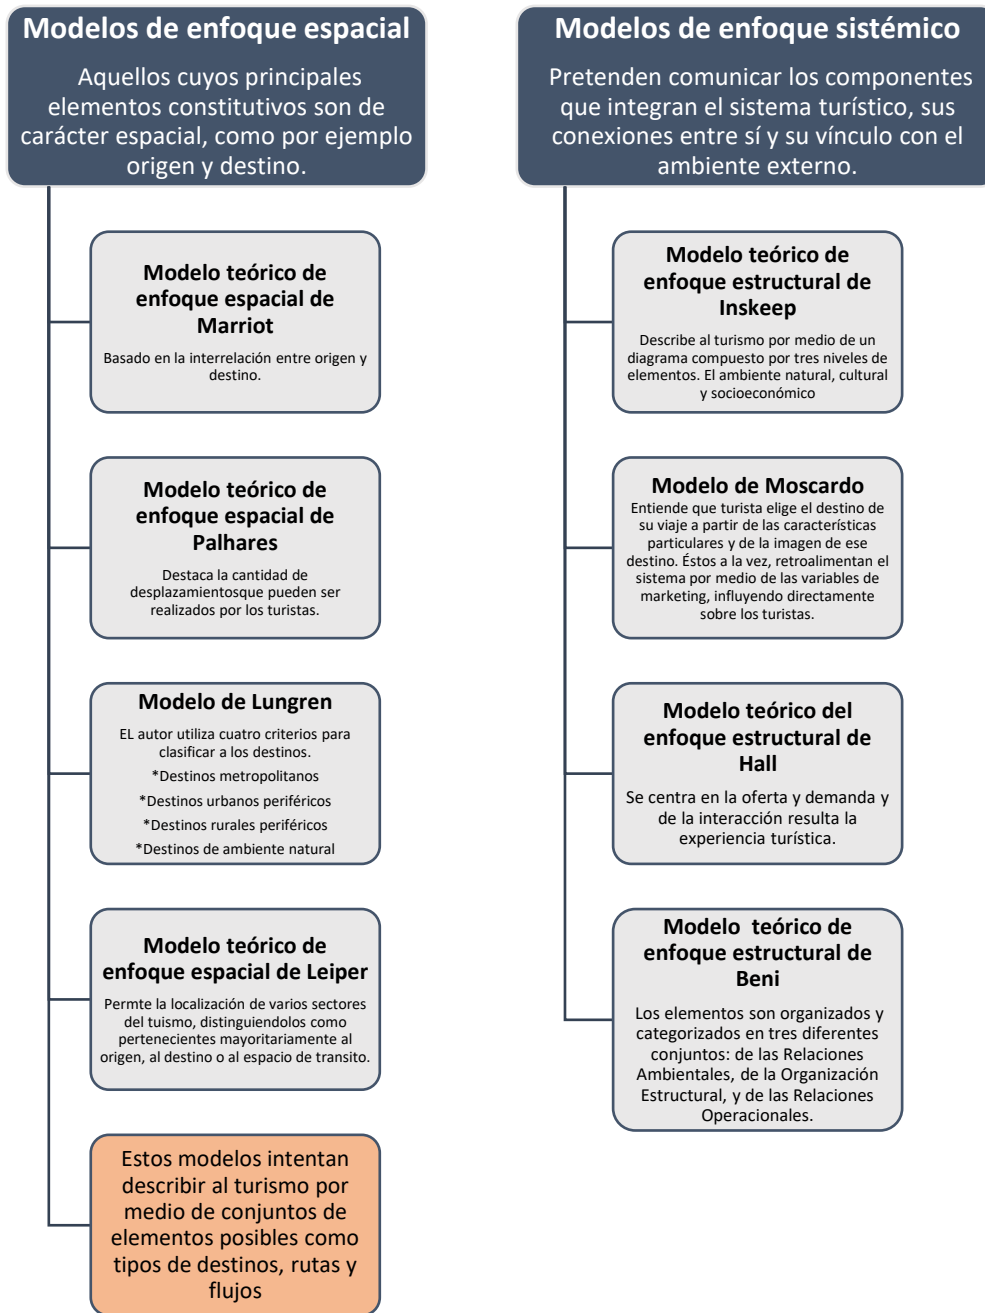 Modelos de enfoque espacial
Aquellos cuyos principales
elementos constitutivos son de
carácter espacial, como por ejemplo
origen y destino.
Modelo teórico de
enfoque espacial de
Marriot
Basado en la interrelación entre origen y
destino.
Modelo teórico de
enfoque espacial de
Palhares
Destaca la cantidad de
desplazamientosque pueden ser
realizados por los turistas.
Modelo de Lungren
EL autor utiliza cuatro criterios para
clasificar a los destinos.
*Destinos metropolitanos
*Destinos urbanos periféricos
*Destinos rurales periféricos
*Destinos de ambiente natural
Modelo teórico de
enfoque espacial de Leiper
Permte la localización de varios sectores
del tuismo, distinguiendolos como
pertenecientes mayoritariamente al
origen, al destino o al espacio de transito.
Estos modelos intentan
describir al turismo por
medio de conjuntos de
elementos posibles como
tipos de destinos, rutas y
flujos
Modelos de enfoque sistémico
Pretenden comunicar los componentes
que integran el sistema turístico, sus
conexiones entre sí y su vínculo con el
ambiente externo.
Modelo teórico de
enfoque estructural de
Inskeep
Describe al turismo por medio de un
diagrama compuesto por tres niveles de
elementos. El ambiente natural, cultural
y socioeconómico
Modelo de Moscardo
Entiende que turista elige el destino de
su viaje a partir de las características
particulares y de la imagen de ese
destino. Éstos a la vez, retroalimentan el
sistema por medio de las variables de
marketing, influyendo directamente
sobre los turistas.
Modelo teórico del
enfoque estructural de
Hall
Se centra en la oferta y demanda y
de la interacción resulta la
experiencia turística.
Modelo  teórico de
enfoque estructural de
Beni
Los elementos son organizados y
categorizados en tres diferentes
conjuntos: de las Relaciones
Ambientales, de la Organización
Estructural, y de las Relaciones
Operacionales.